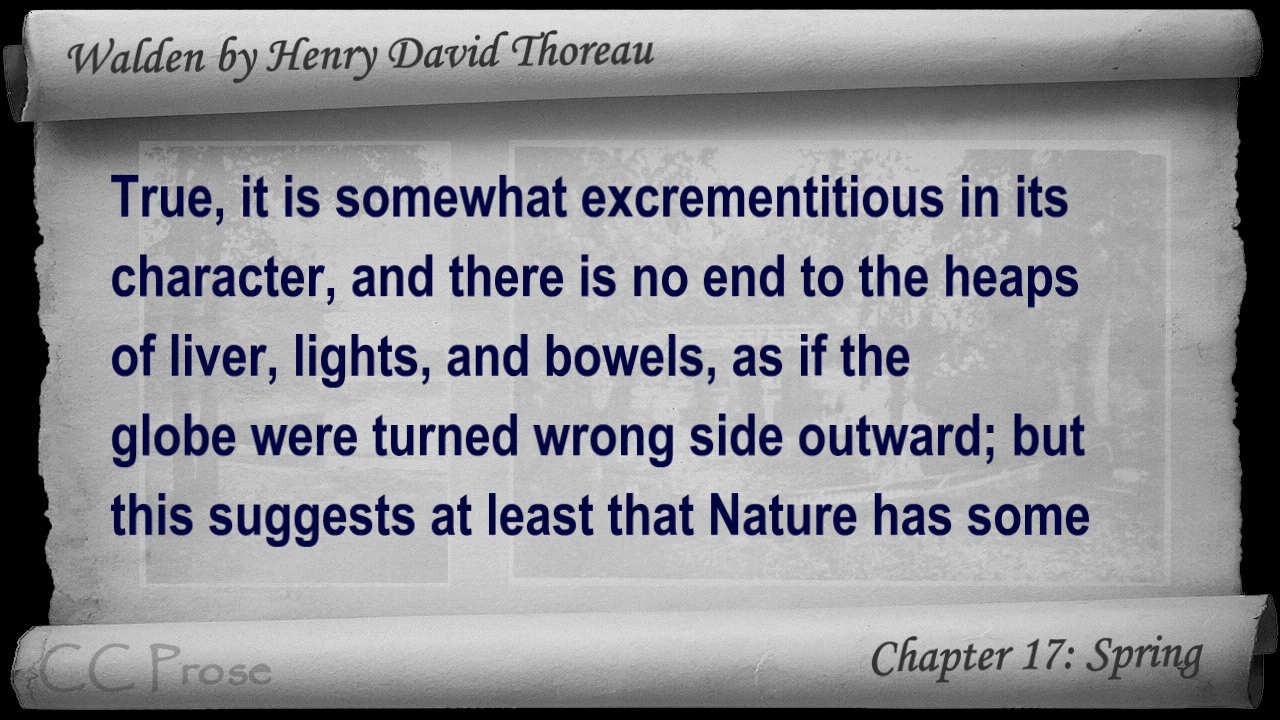 Walden by Henry David Thoreau
True, it is somewhat excrementitious in its
character, and there is no end to the heaps
of liver, lights, and bowels, as if the
globe were turned wrong side outward; but
this suggests at least that Nature has some
CC Prose
Chapter 17: Spring